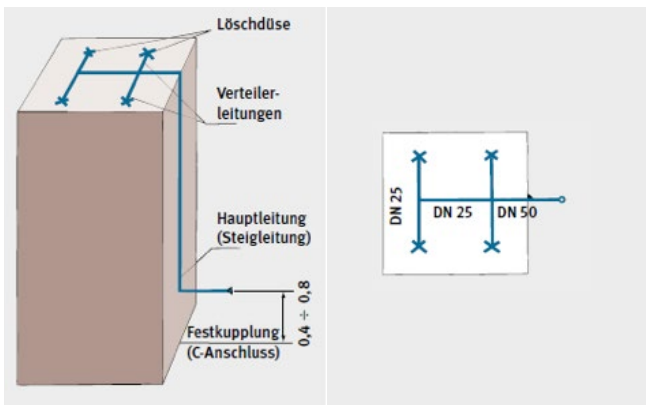 Löschdüse
Verteiler-
leitungen
Hauptleitung
(Steigleitung)
0,4 ÷ 0,8
Festkupplung
(C-Anschluss)
DN 25
DN 25
DN 50